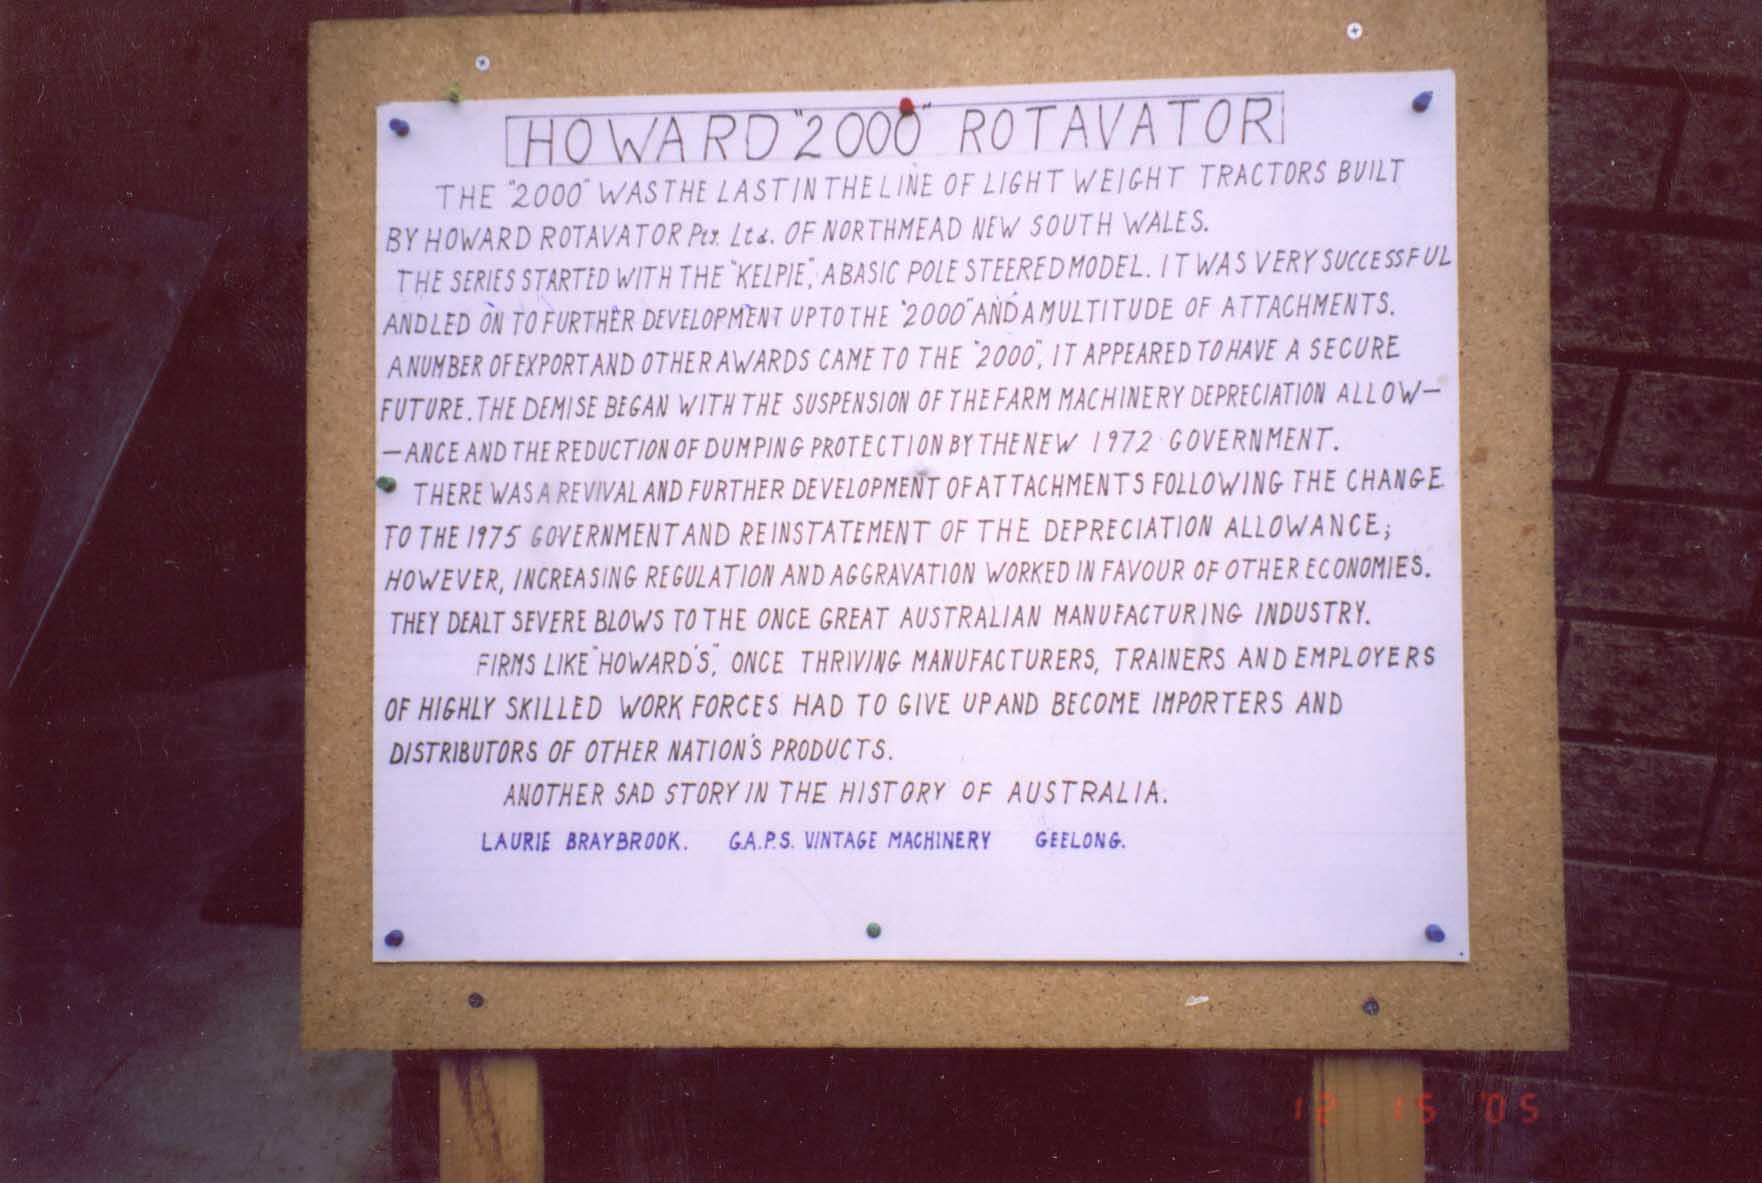 HOWARD "2000" ROTAVATOR
THE "2000" WAS THE LAST IN THE LINE OF LIGHT WEIGHT TRACTORS BUILT
BY HOWARD ROTAVATOR Pty. Ltd. OF NORTHMEAD NEW SOUTH WALES.
THE SERIES STARTED WITH THE "KELPIE", A BASIC POLE STEERED MODEL. IT WAS VERY SUCCESSFUL
AND LED ON TO FURTHER DEVELOPMENT UP TO THE "2000" AND A MULTITUDE OF ATTACHMENTS.
A NUMBER OF EXPORT AND OTHER AWARDS CAME TO THE "2000", IT APPEARED TO HAVE A SECURE
FUTURE. THE DEMISE BEGAN WITH THE SUSPENSION OF THE FARM MACHINERY DEPRECIATION ALLOW—
—ANCE AND THE REDUCTION OF DUMPING PROTECTION BY THE NEW 1972 GOVERNMENT.
THERE WAS A REVIVAL AND FURTHER DEVELOPMENT OF ATTACHMENTS FOLLOWING THE CHANGE
TO THE 1975 GOVERNMENT AND REINSTATEMENT OF THE DEPRECIATION ALLOWANCE;
HOWEVER, INCREASING REGULATION AND AGGRAVATION WORKED IN FAVOUR OF OTHER ECONOMIES.
THEY DEALT SEVERE BLOWS TO THE ONCE GREAT AUSTRALIAN MANUFACTURING INDUSTRY.
FIRMS LIKE "HOWARD'S", ONCE THRIVING MANUFACTURERS, TRAINERS AND EMPLOYERS
OF HIGHLY SKILLED WORK FORCES HAD TO GIVE UP AND BECOME IMPORTERS AND
DISTRIBUTORS OF OTHER NATION'S PRODUCTS.
ANOTHER SAD STORY IN THE HISTORY OF AUSTRALIA.
LAURIE BRAYBROOK. G.A.P.S. VINTAGE MACHINERY GEELONG.
12 15 '05